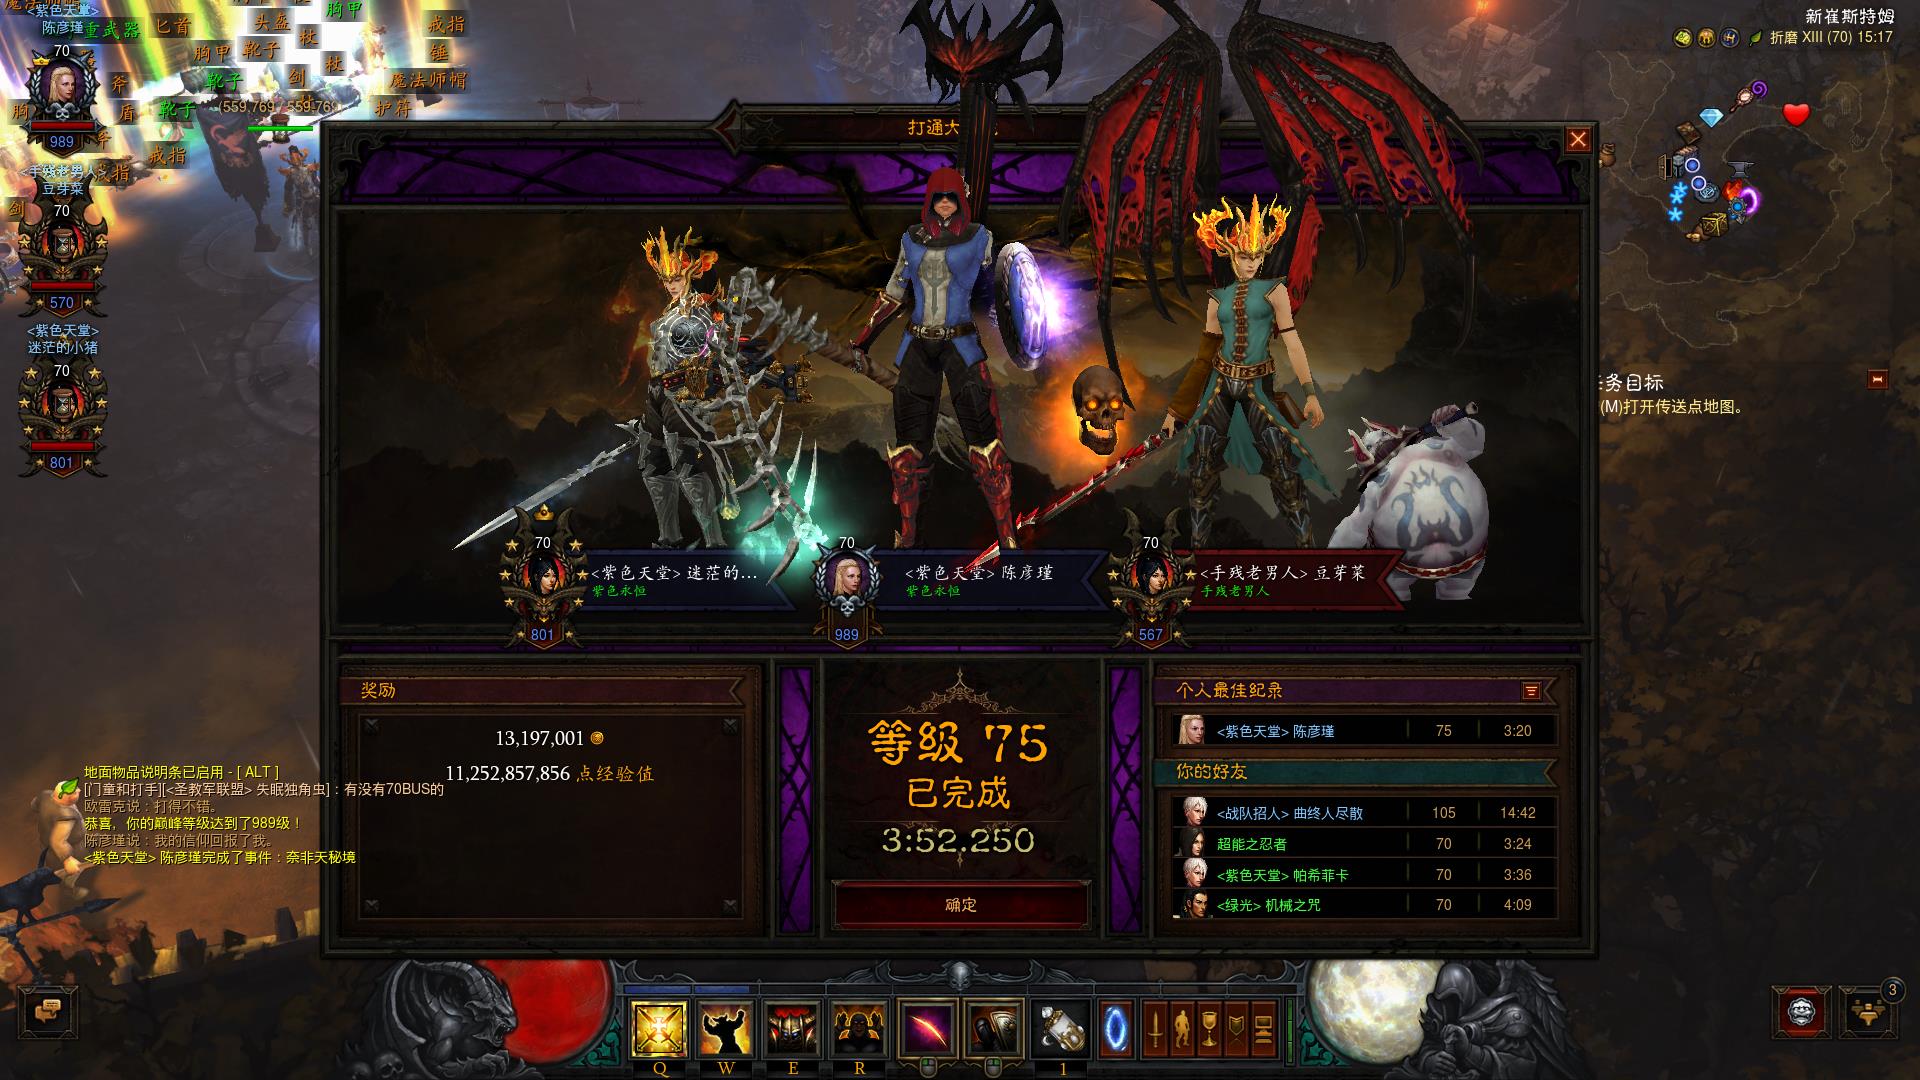 <紫色天堂>
陈彦瑾
重武器
匕首
头盔
杖
胸甲
戒指
胸甲
靴子
杖
锤
靴子
剑
魔法师帽
斧
胸
盾
靴子
(559,769 / 559,769)
护符
戒指
70
989
<手残老男人>
豆芽菜
戒指
剑
70
570
<紫色天堂>
迷茫的小猪
70
801
新崔斯特姆
折磨 XIII (70) 15:17
务目标
(M)打开传送点地图。
70
<紫色天堂> 迷茫的...
紫色永恒
801
70
<紫色天堂> 陈彦瑾
紫色永恒
989
70
<手残老男人> 豆芽菜
手残老男人
567
奖励
13,197,001
11,252,857,856 点经验值
等级 75
已完成
3:52.250
确定
个人最佳纪录
<紫色天堂> 陈彦瑾 75 3:20
你的好友
<战队招人> 曲终人尽散 105 14:42
超能之忍者 70 3:24
<紫色天堂> 帕希菲卡 70 3:36
<绿光> 机械之咒 70 4:09
地面物品说明条已启用 - [ ALT ]
[门童和打手][<圣教军联盟> 失眠独角虫]：有没有70BUS的
欧雷克说：打得不错。
恭喜，你的巅峰等级达到了989级！
陈彦瑾说：我的信仰回报了我。
<紫色天堂> 陈彦瑾完成了事件：奈非天秘境
Q W E R 1
3